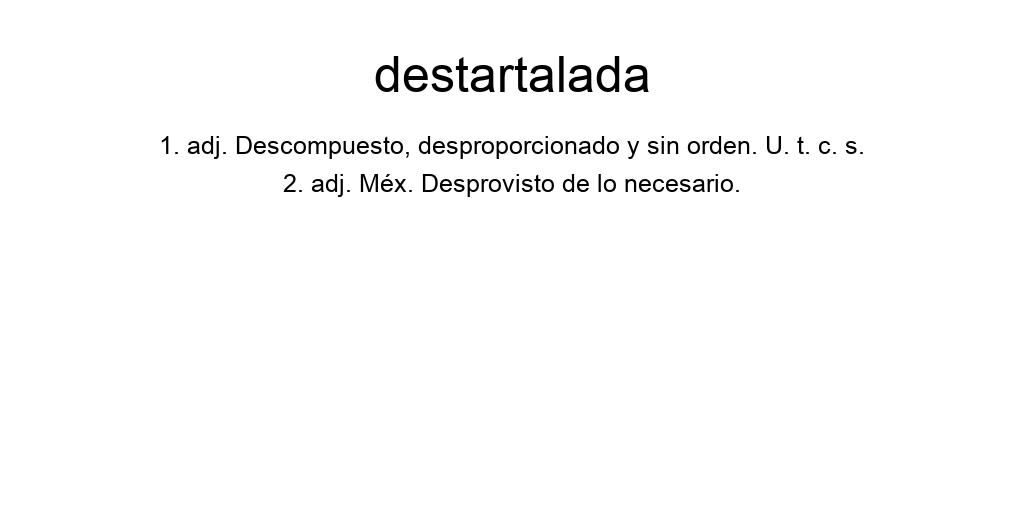 destartalada
1. adj. Descompuesto, desproporcionado y sin orden. U. t. c. s.
2. adj. Méx. Desprovisto de lo necesario.